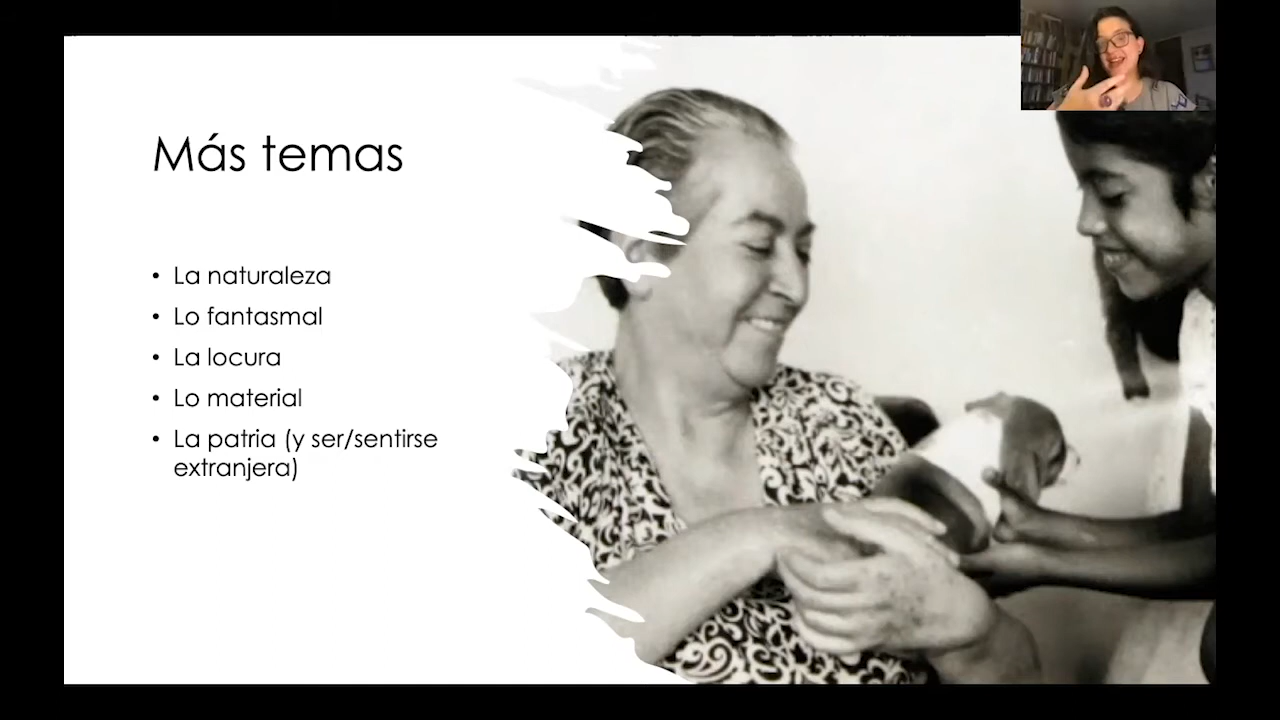 Más temas
• La naturaleza
• Lo fantasmal
• La locura
• Lo material
• La patria (y ser/sentirse
extranjera)